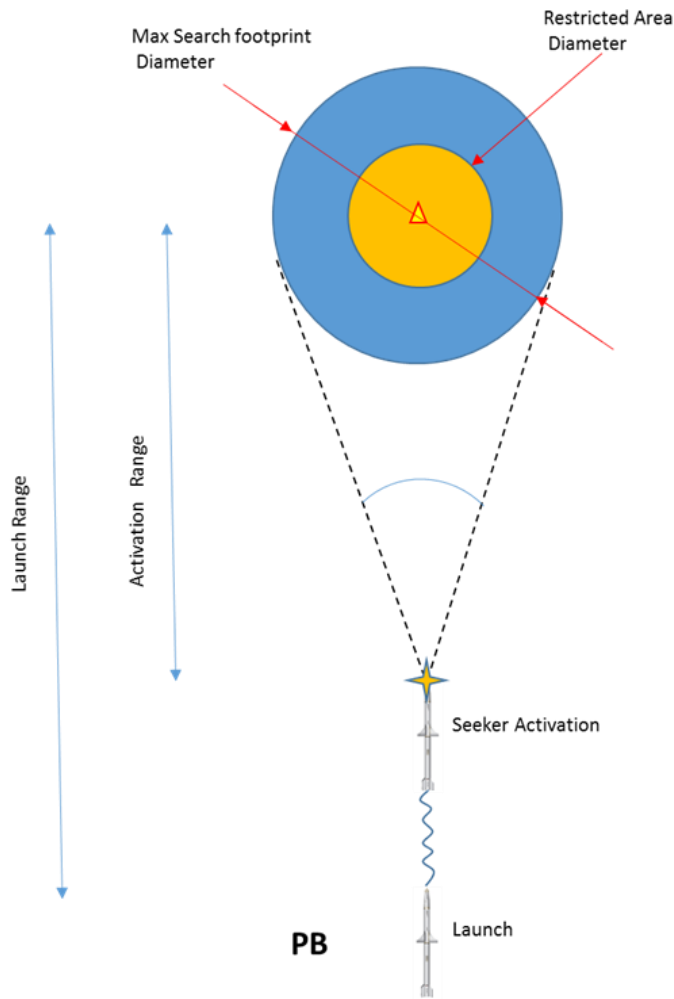 Max Search footprint
Diameter
Restricted Area
Diameter
Launch Range
Activation Range
Seeker Activation
Launch
PB